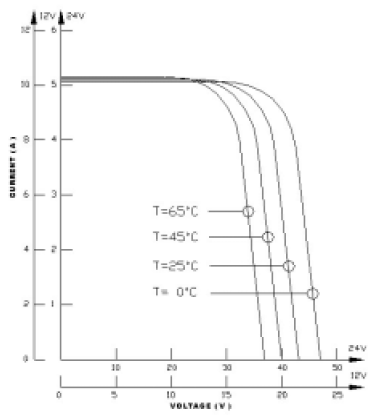 12V 24V
12 6
10 5
8 4
CURRENT (A)
6 3
T=65°C
T=45°C
4 2
T=25°C
T= 0°C
2 1
0
24V
10 20 30 40 50
12V
0 5 10 15 20 25
VOLTAGE (V)